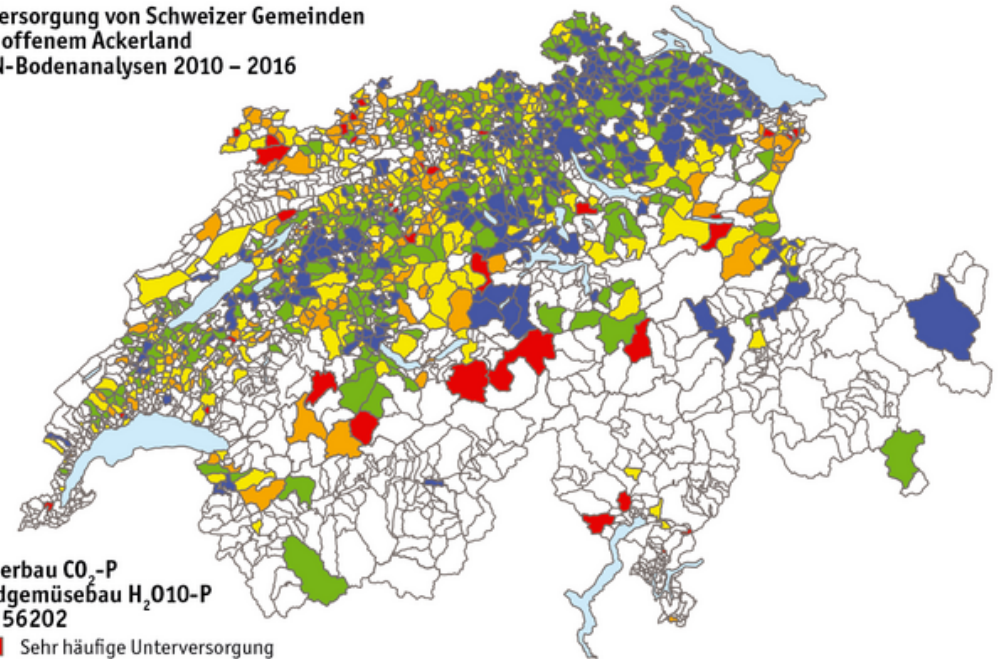 ersorgung von Schweizer Gemeinden
offenem Ackerland
N-Bodenanalysen 2010 – 2016
erbau CO₂-P
dgemüsebau H₂O10-P
56202
Sehr häufige Unterversorgung